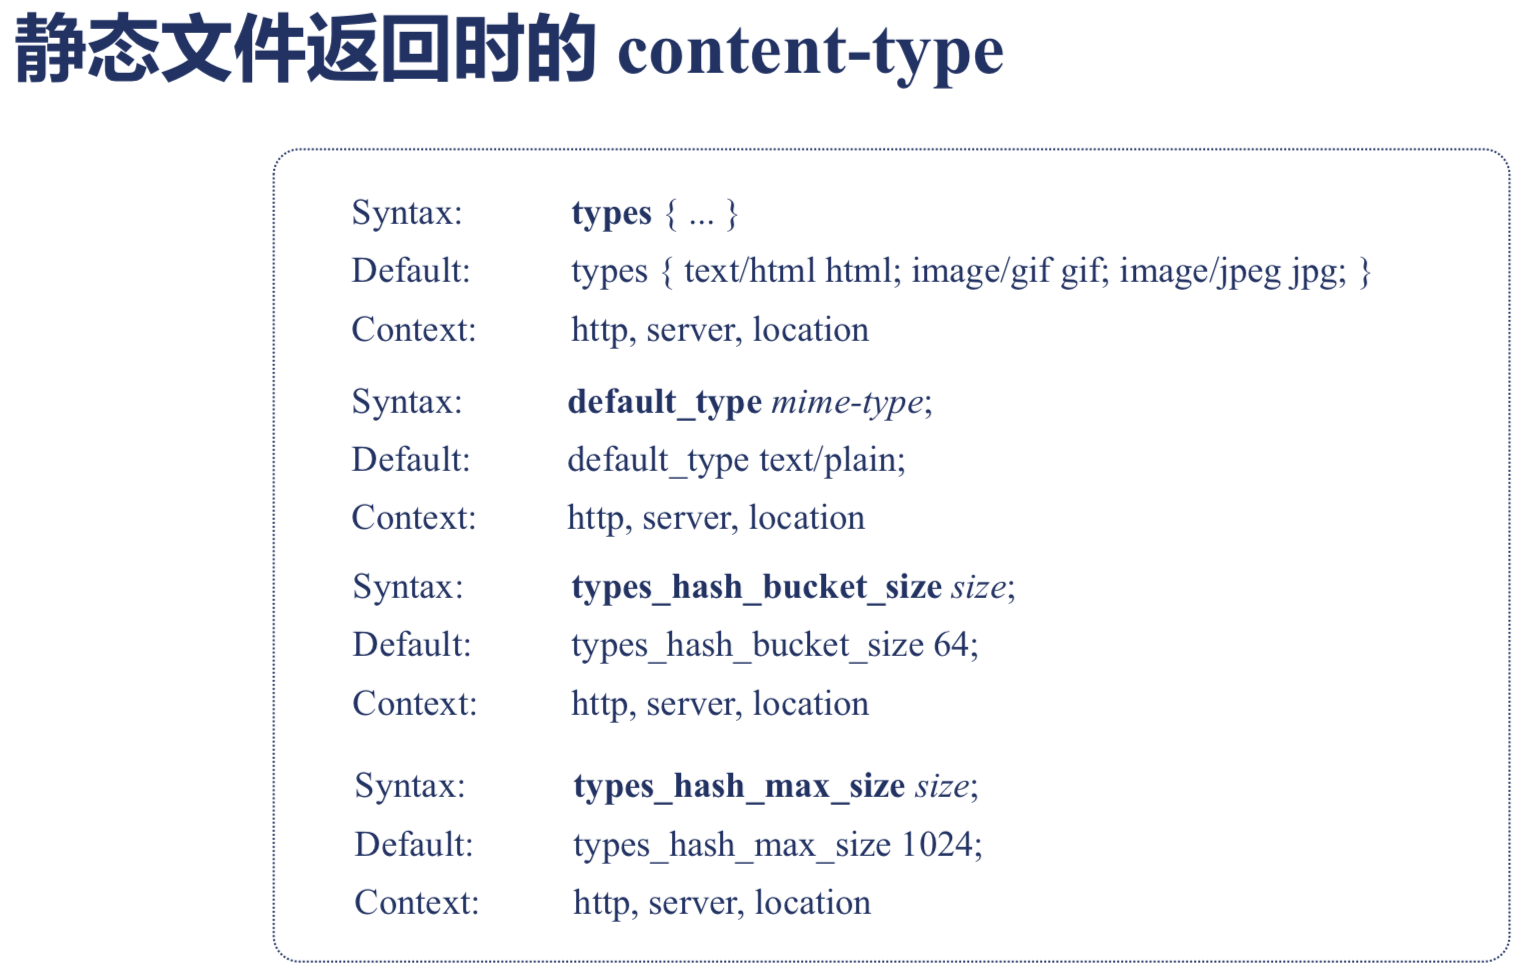 静态文件返回时的 content-type
Syntax: types { ... }
Default: types { text/html html; image/gif gif; image/jpeg jpg; }
Context: http, server, location
Syntax: default_type mime-type;
Default: default_type text/plain;
Context: http, server, location
Syntax: types_hash_bucket_size size;
Default: types_hash_bucket_size 64;
Context: http, server, location
Syntax: types_hash_max_size size;
Default: types_hash_max_size 1024;
Context: http, server, location